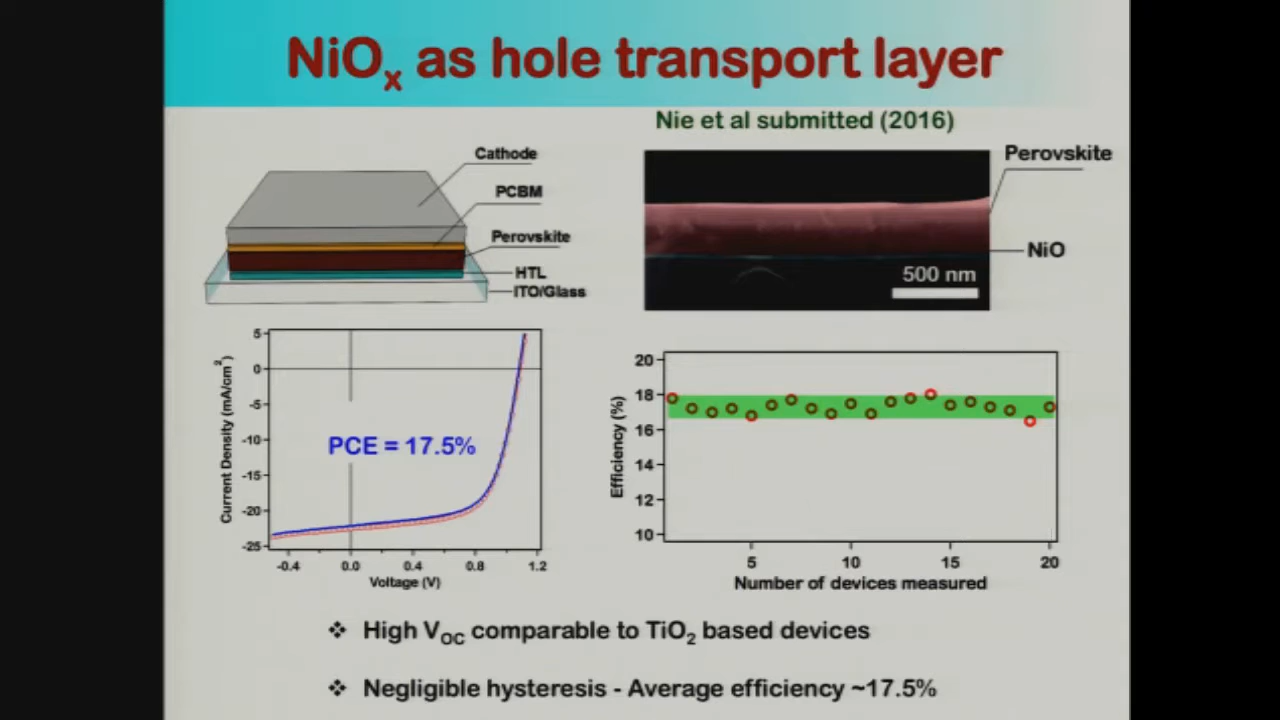 NiOx as hole transport layer
Nie et al submitted (2016)
Cathode
PCBM
Perovskite
HTL
ITO/Glass
Perovskite
NiO
500 nm
Current Density (mA/cm2)
5
0
-5
-10
-15
-20
-25
PCE = 17.5%
-0.4 0.0 0.4 0.8 1.2
Voltage (V)
Efficiency (%)
20
18
16
14
12
10
5 10 15 20
Number of devices measured
❖ High VOC comparable to TiO2 based devices
❖ Negligible hysteresis - Average efficiency ~17.5%